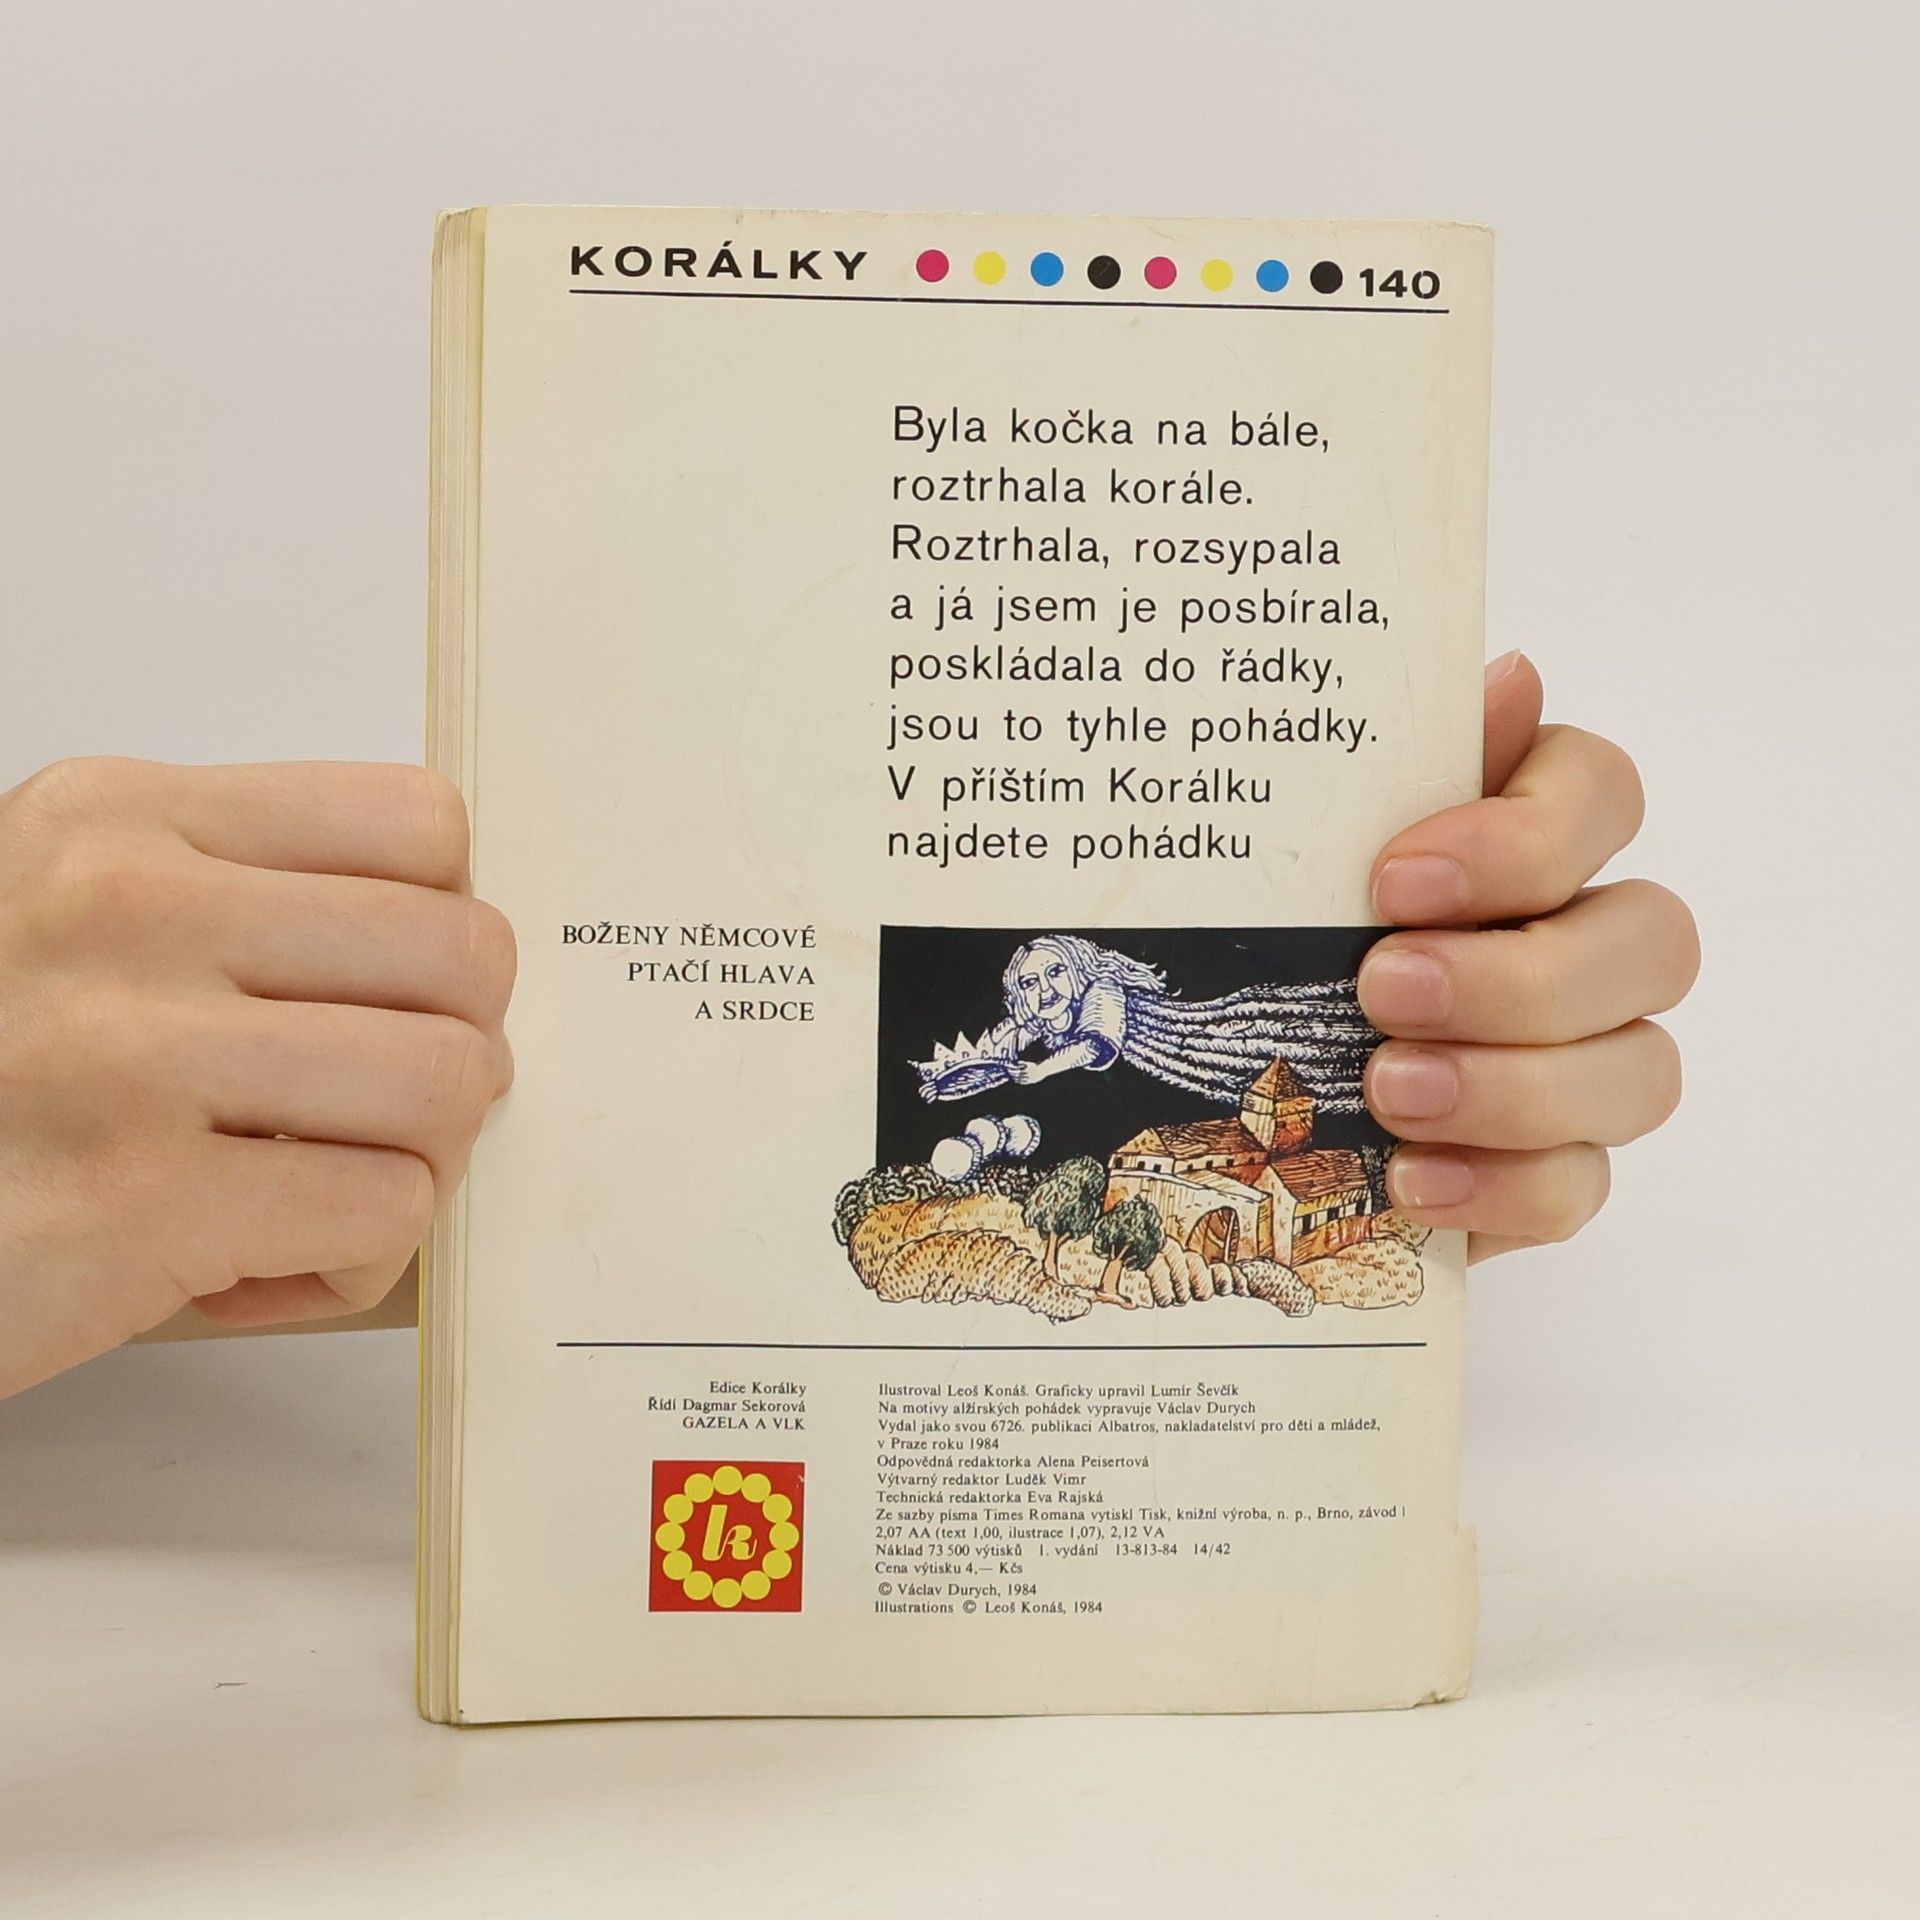 KORÁLKY 140
Byla kočka na bále,
roztrhala korále.
Roztrhala, rozsypala
a já jsem je posbírala,
poskládala do řádky,
jsou to tyhle pohádky.
V příštím Korálku
najdete pohádku
BOŽENY NĚMCOVÉ
PTAČÍ HLAVA
A SRDCE
Edice Korálky
Řídí Dagmar Sekorová
GAZELA A VLK
k
Ilustroval Leoš Konáš. Graficky upravil Lumír Ševčík
Na motivy alžírských pohádek vypravuje Václav Durych
Vydal jako svou 6726. publikaci Albatros, nakladatelství pro děti a mládež,
v Praze roku 1984
Odpovědná redaktorka Alena Peisertová
Výtvarný redaktor Luděk Vimr
Technická redaktorka Eva Rajská
Ze sazby písma Times Romana vytiskl Tisk, knižní výroba, n. p., Brno, závod 1
2,07 AA (text 1,00, ilustrace 1,07), 2,12 VA
Náklad 73 500 výtisků 1. vydání 13-813-84 14/42
Cena výtisku 4,— Kčs
© Václav Durych, 1984
Illustrations © Leoš Konáš, 1984